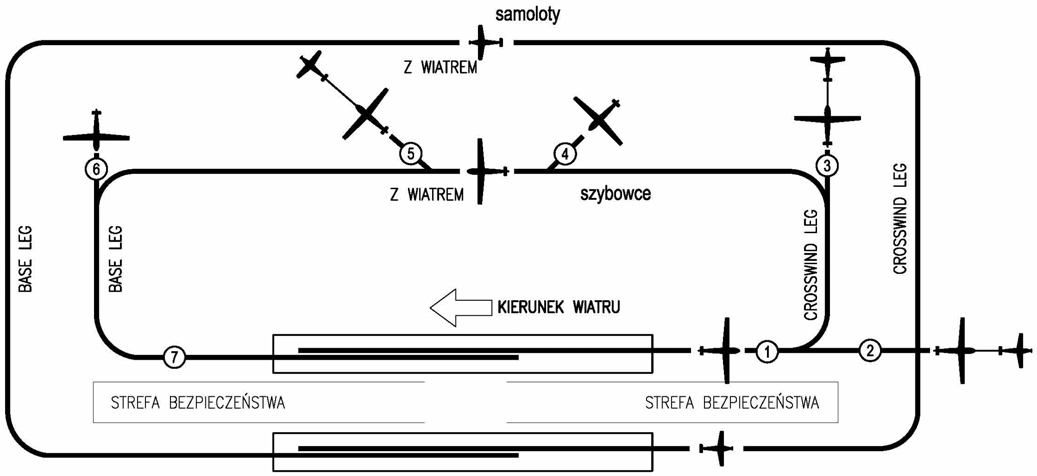 samoloty
Z WIATREM
5
4
3
6
Z WIATREM
szybowce
BASE LEG
BASE LEG
CROSSWIND LEG
CROSSWIND LEG
KIERUNEK WIATRU
7
1
2
STREFA BEZPIECZEŃSTWA
STREFA BEZPIECZEŃSTWA